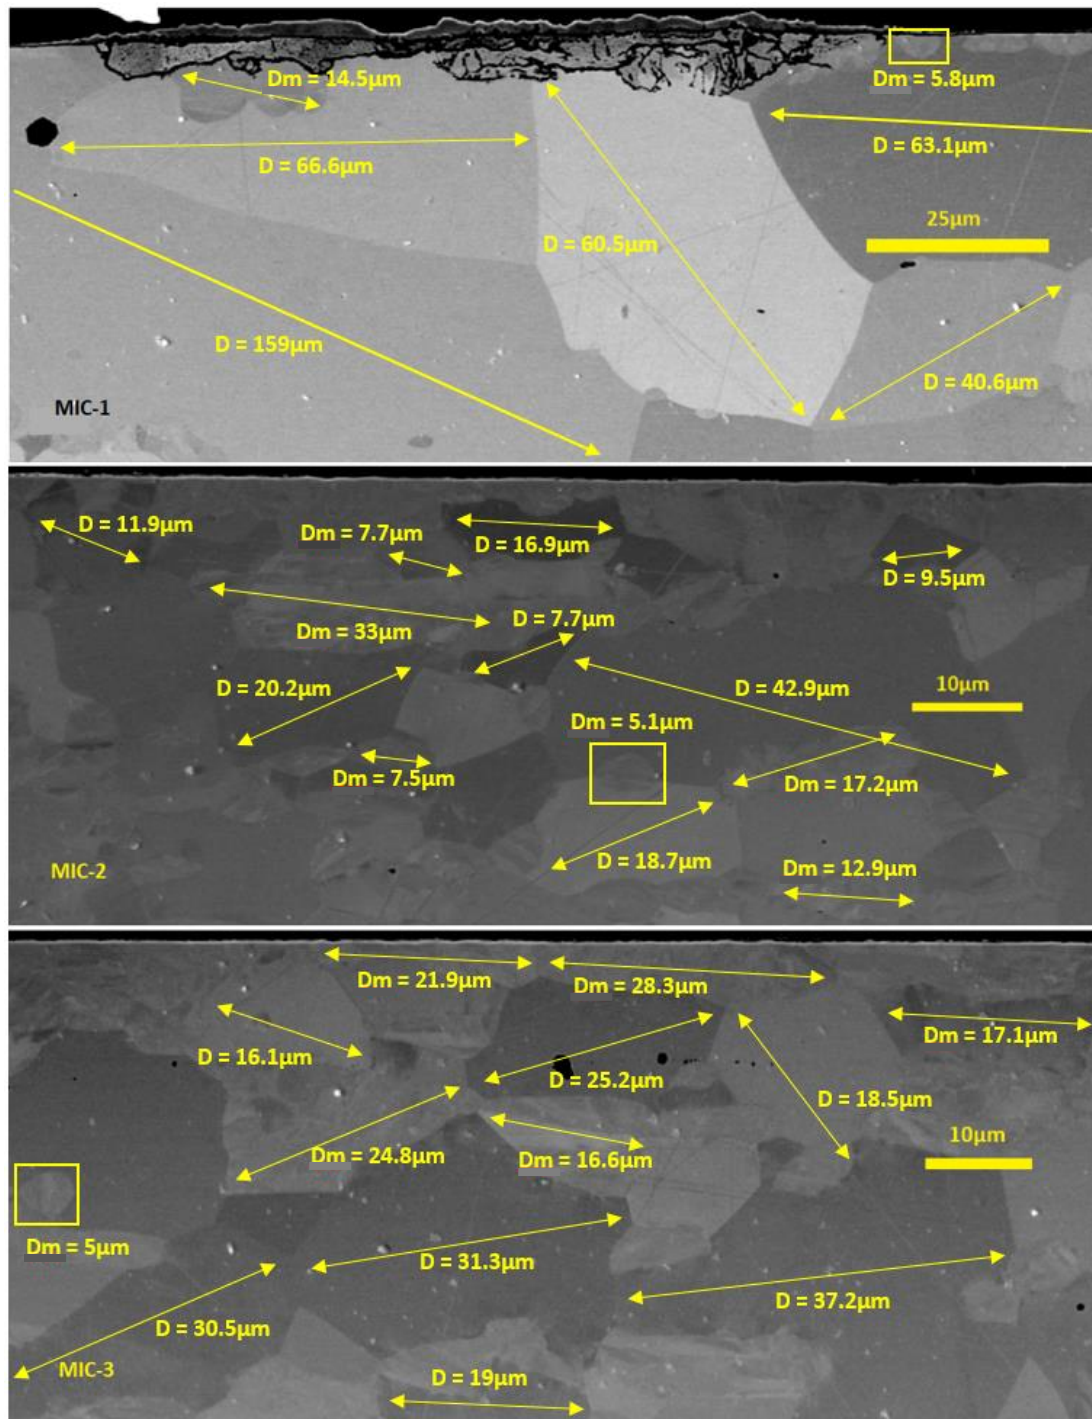 Dm = 14.5µm
Dm = 5.8µm
D = 66.6µm
D = 63.1µm
25µm
D = 60.5µm
D = 159µm
D = 40.6µm
MIC-1
D = 11.9µm
Dm = 7.7µm
D = 16.9µm
D = 9.5µm
Dm = 33µm
D = 7.7µm
D = 20.2µm
D = 42.9µm
10µm
Dm = 5.1µm
Dm = 7.5µm
Dm = 17.2µm
D = 18.7µm
MIC-2
Dm = 12.9µm
Dm = 21.9µm
Dm = 28.3µm
Dm = 17.1µm
D = 16.1µm
D = 25.2µm
D = 18.5µm
Dm = 24.8µm
Dm = 16.6µm
10µm
Dm = 5µm
D = 31.3µm
D = 37.2µm
D = 30.5µm
MIC-3
D = 19µm